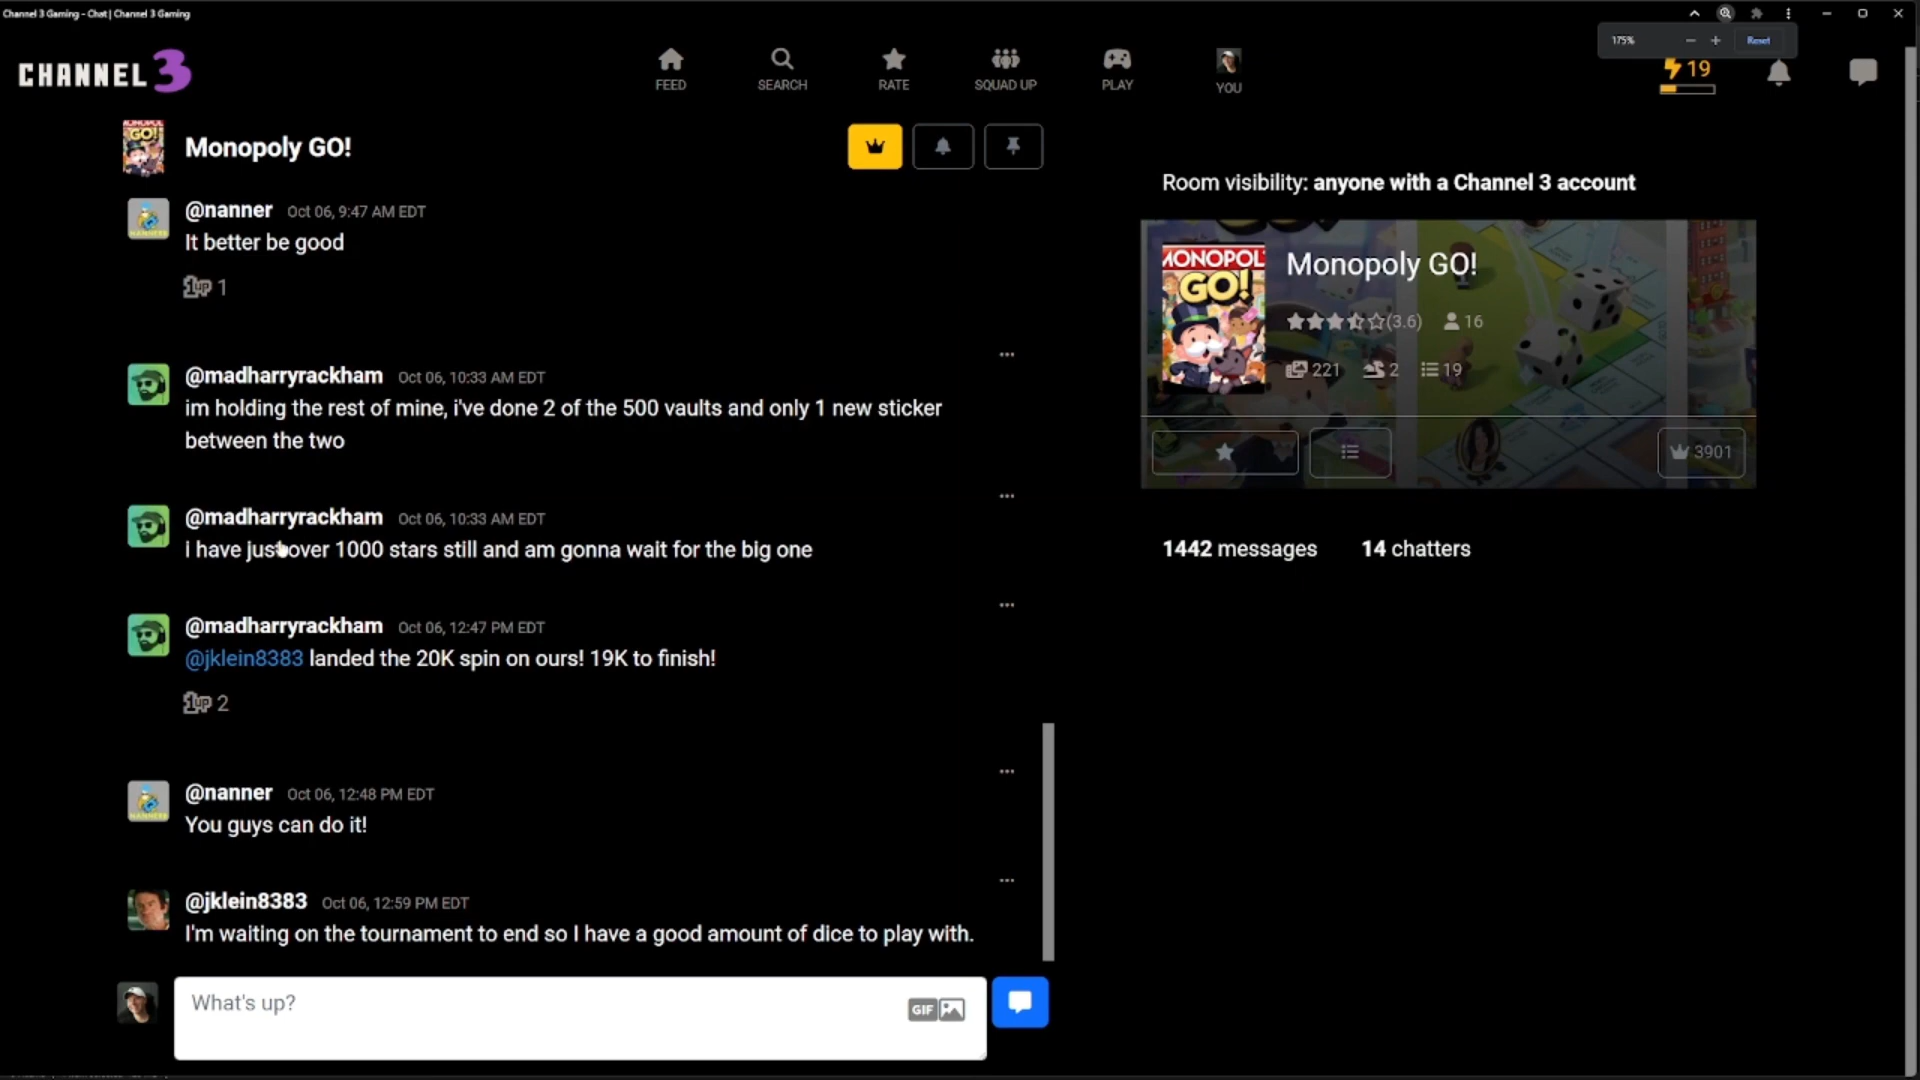 Channel 3 Gaming - Chat | Channel 3 Gaming
175%
Reset
CHANNEL 3
FEED
SEARCH
RATE
SQUAD UP
PLAY
YOU
19
Monopoly GO!
@nanner Oct 06, 9:47 AM EDT
It better be good
1UP 1
@madharryrackham Oct 06, 10:33 AM EDT
im holding the rest of mine, i've done 2 of the 500 vaults and only 1 new sticker
between the two
@madharryrackham Oct 06, 10:33 AM EDT
i have just over 1000 stars still and am gonna wait for the big one
@madharryrackham Oct 06, 12:47 PM EDT
@jklein8383 landed the 20K spin on ours! 19K to finish!
1UP 2
@nanner Oct 06, 12:48 PM EDT
You guys can do it!
@jklein8383 Oct 06, 12:59 PM EDT
I'm waiting on the tournament to end so I have a good amount of dice to play with.
What's up?
GIF
Room visibility: anyone with a Channel 3 account
MONOPOLY
GO!
Monopoly GO!
(3.6) 16
221 2 19
3901
1442 messages 14 chatters